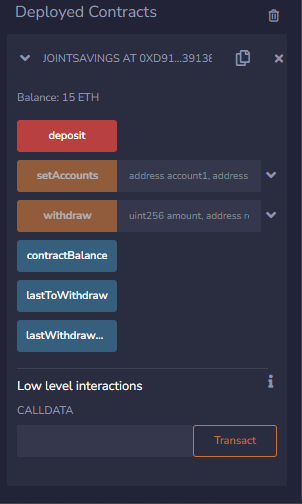 Deployed Contracts
JOINTSAVINGS AT 0XD91...39138
Balance: 15 ETH
deposit
setAccounts address account1, address
withdraw uint256 amount, address re
contractBalance
lastToWithdraw
lastWithdraw...
Low level interactions
CALLDATA
Transact